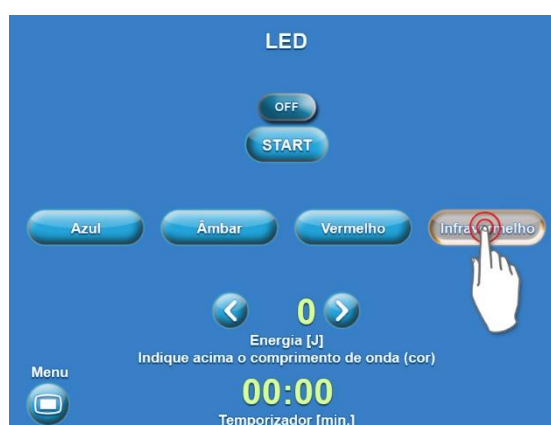 LED
OFF
START
Azul Âmbar Vermelho Infravermelho
0
Energia [J]
Indique acima o comprimento de onda (cor)
Menu
00:00
Temporizador [min.]